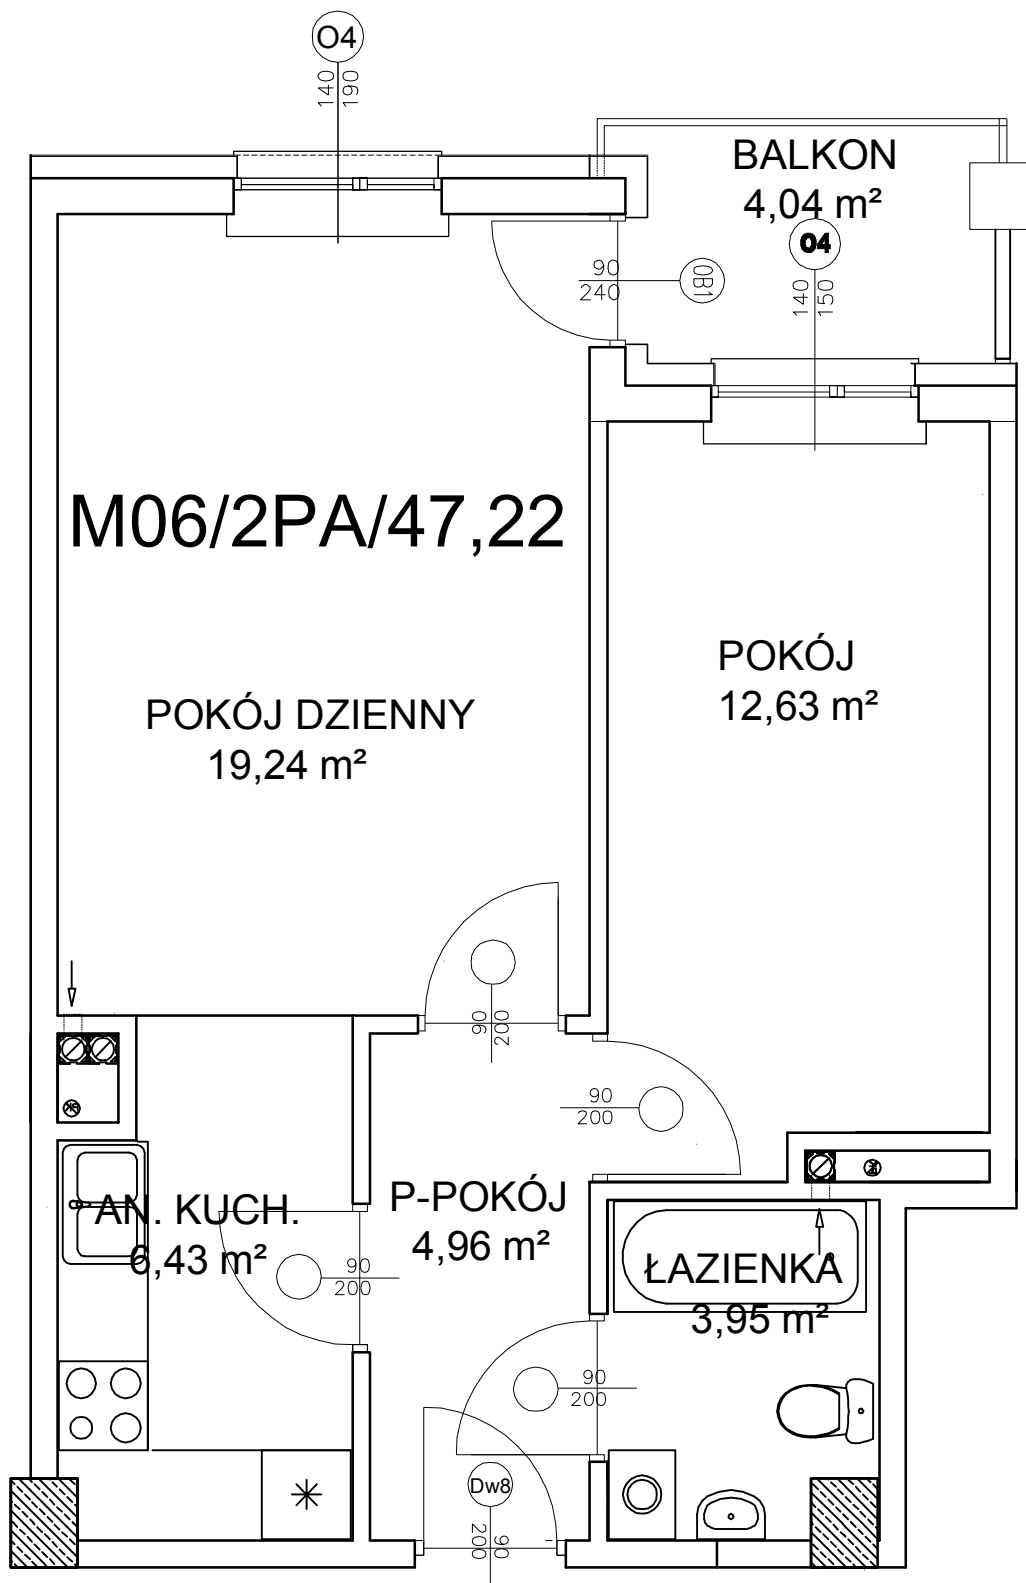 O4
140
190
BALKON
4,04 m²
04
140
150
90
240
0B1
M06/2PA/47,22
POKÓJ
12,63 m²
POKÓJ DZIENNY
19,24 m²
90
200
90
200
AN. KUCH.
6,43 m²
P-POKÓJ
4,96 m²
90
200
ŁAZIENKA
3,95 m²
90
200
Dw8
90
200